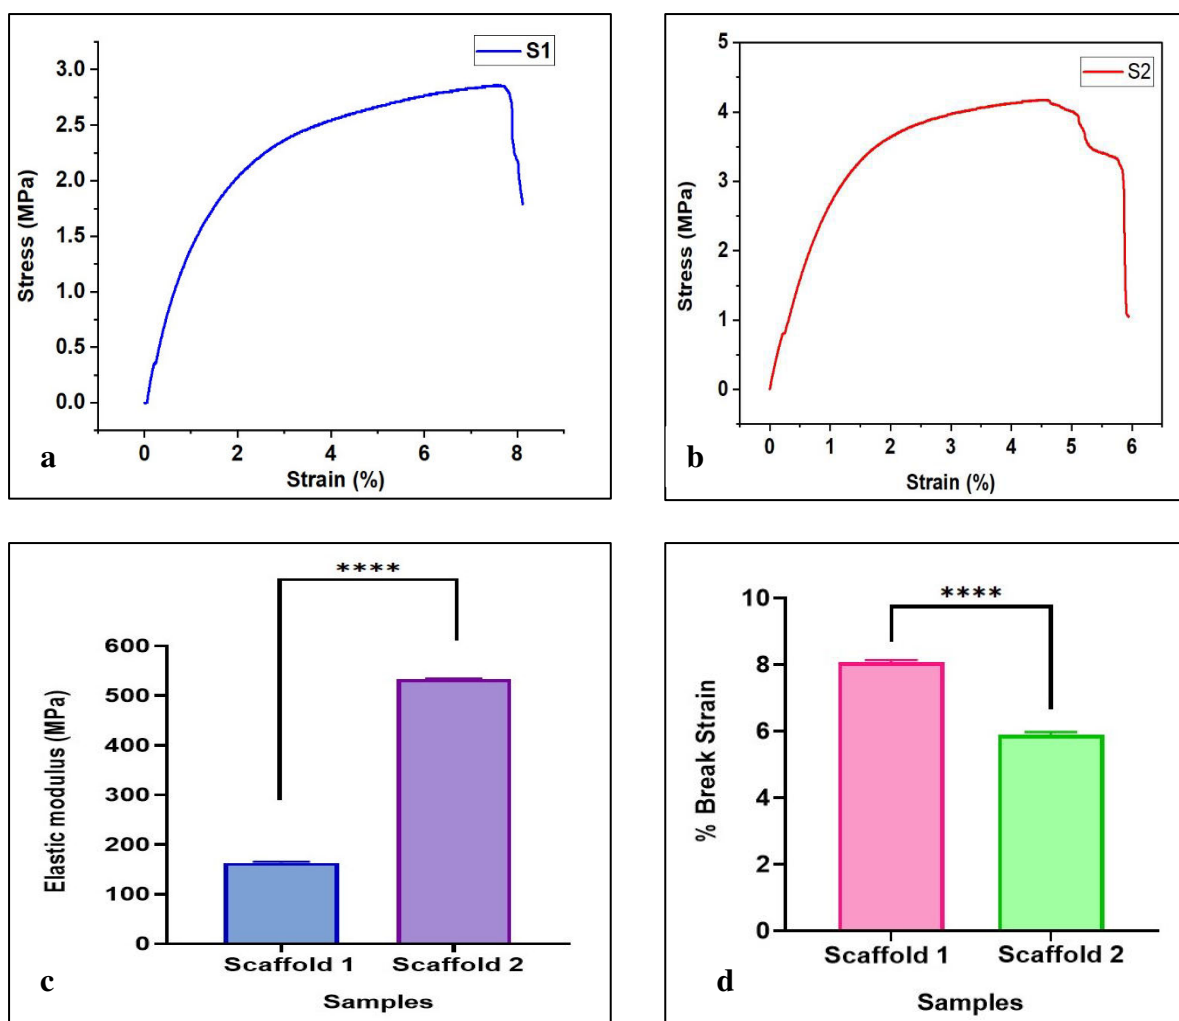 S1
3.0
2.5
2.0
1.5
1.0
0.5
0.0
Stress (MPa)
0 2 4 6 8
Strain (%)
a
S2
5
4
3
2
1
0
Stress (MPa)
0 1 2 3 4 5 6
Strain (%)
b
****
600
500
400
300
200
100
0
Elastic modulus (MPa)
Scaffold 1 Scaffold 2
Samples
c
****
10
8
6
4
2
0
% Break Strain
Scaffold 1 Scaffold 2
Samples
d